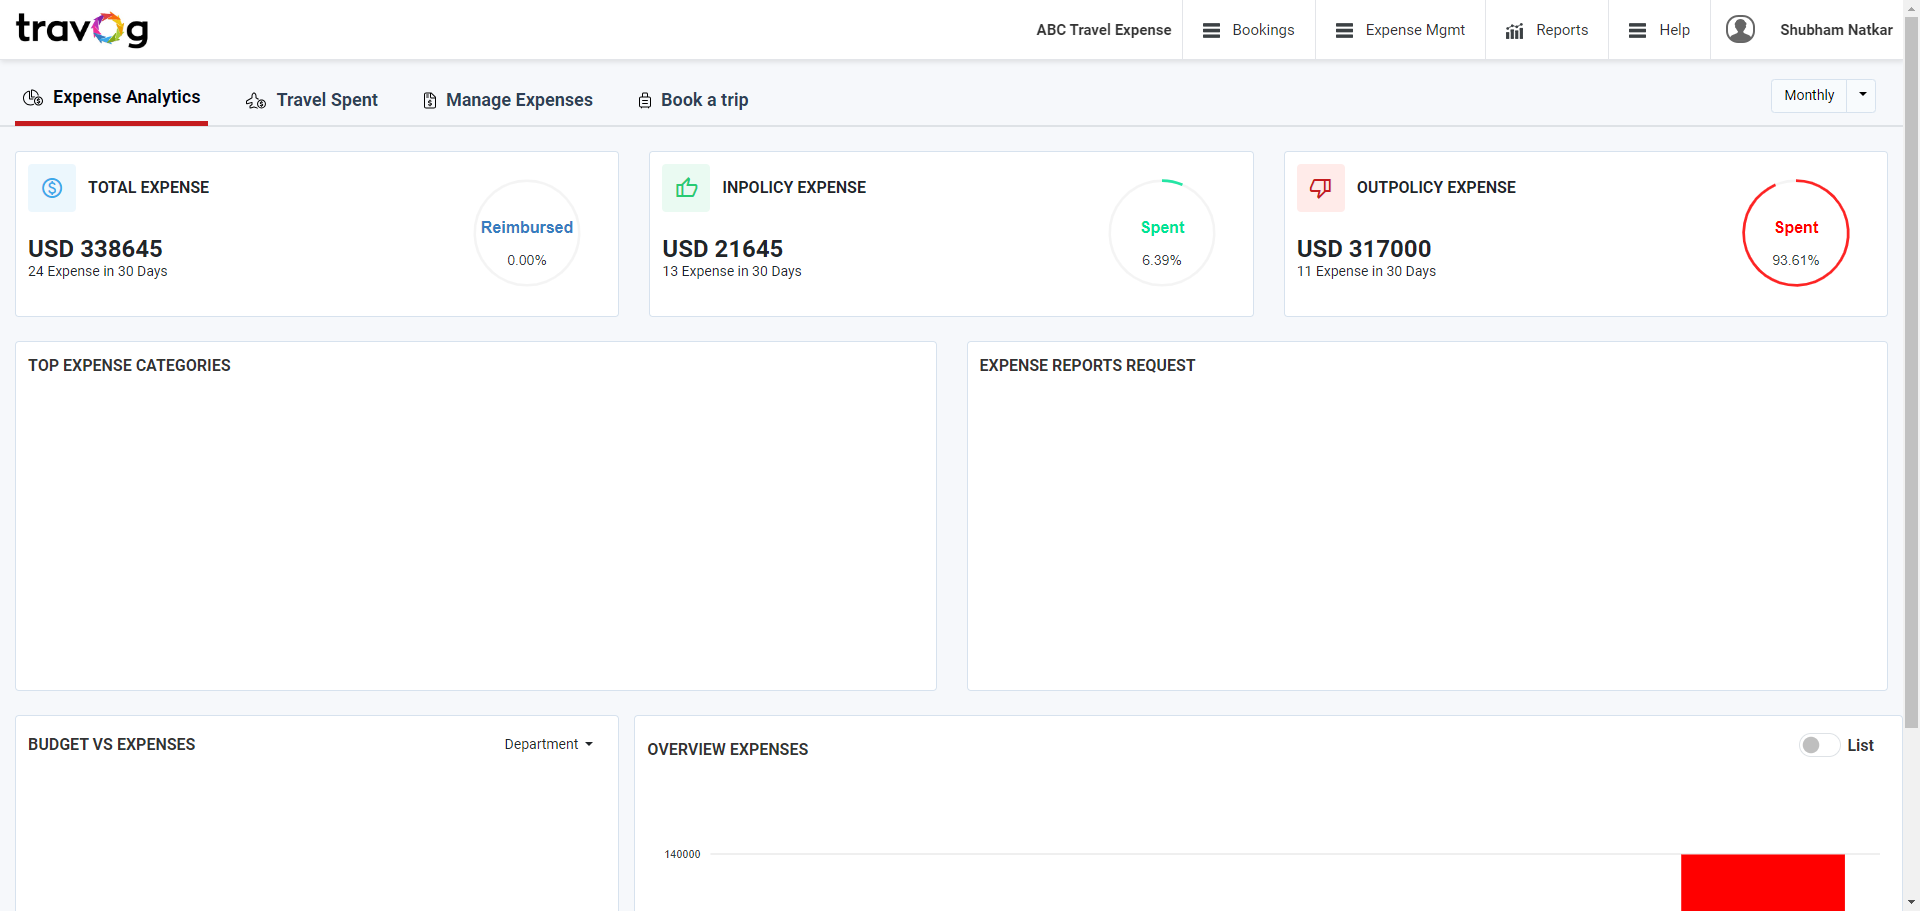 travog
ABC Travel Expense
Bookings
Expense Mgmt
Reports
Help
Shubham Natkar
Expense Analytics
Travel Spent
Manage Expenses
Book a trip
Monthly
TOTAL EXPENSE
Reimbursed
USD 338645
0.00%
24 Expense in 30 Days
INPOLICY EXPENSE
Spent
USD 21645
6.39%
13 Expense in 30 Days
OUTPOLICY EXPENSE
Spent
USD 317000
93.61%
11 Expense in 30 Days
TOP EXPENSE CATEGORIES
EXPENSE REPORTS REQUEST
BUDGET VS EXPENSES
Department
OVERVIEW EXPENSES
List
140000